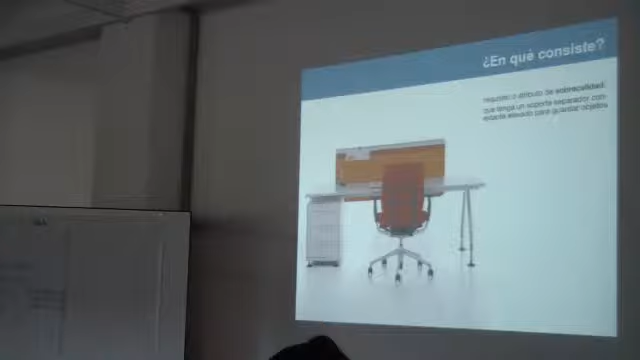 ¿En qué consiste?
requisito o atributo de sobrecalidad:
que tenga un soporte separador con
estante elevado para guardar objetos